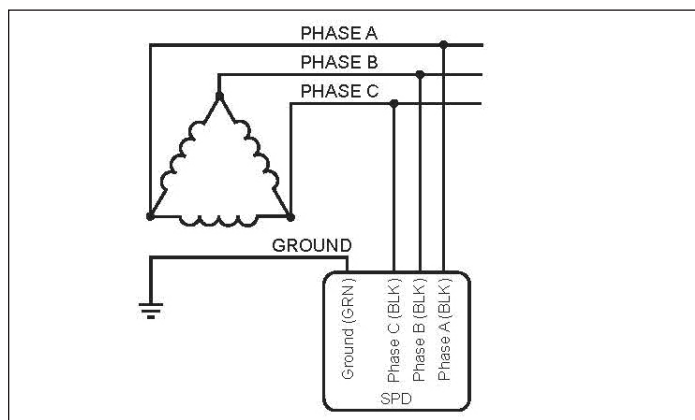 PHASE A
PHASE B
PHASE C
GROUND
Ground (GRN)
Phase C (BLK)
Phase B (BLK)
Phase A (BLK)
SPD